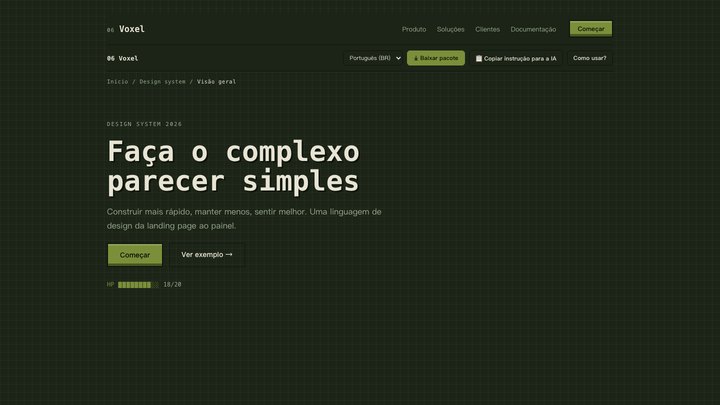 06 Voxel
Produto Soluções Clientes Documentação Começar
06 Voxel
Português (BR) Baixar pacote Copiar instrução para a IA Como usar?
Início / Design system / Visão geral
DESIGN SYSTEM 2026
Faça o complexo
parecer simples
Construir mais rápido, manter menos, sentir melhor. Uma linguagem de
design da landing page ao painel.
Começar Ver exemplo →
HP ▓▓▓▓▓▓▓▓░░ 18/20